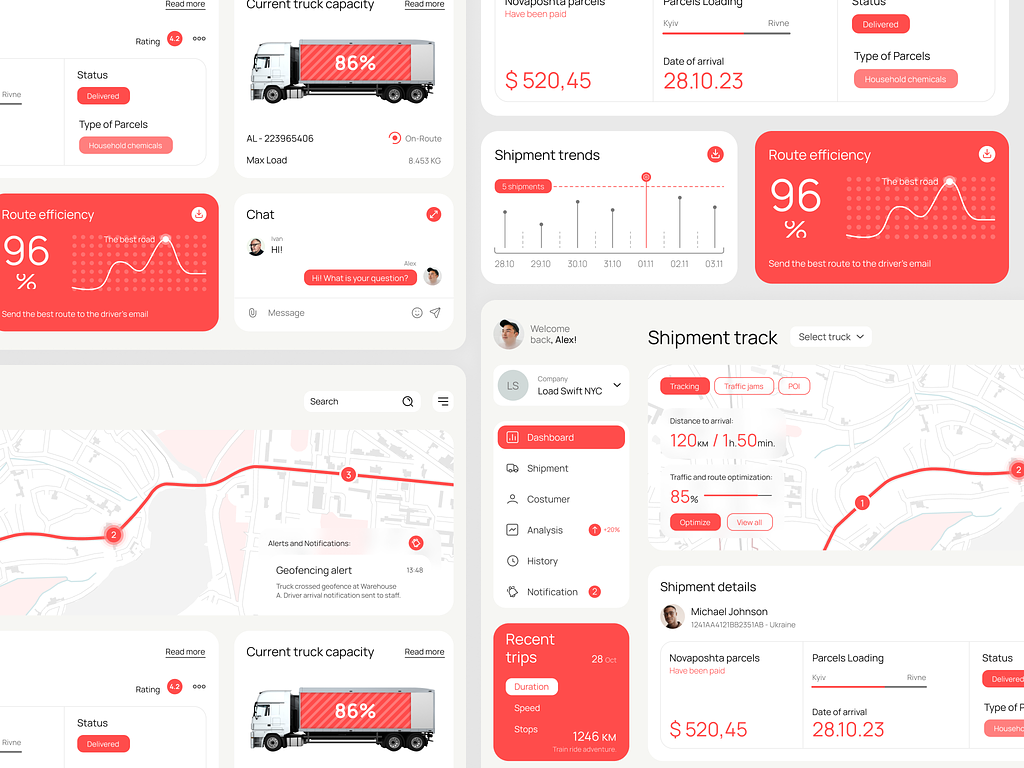 Read more
Rating 4.2
Rivne
Status
Delivered
Type of Parcels
Household chemicals
Current truck capacity
Read more
86%
AL - 223965406
On-Route
Max Load
8.453 KG
Route efficiency
96
%
The best road
Send the best route to the driver's email
Chat
Ivan
HI!
Alex
Hi! What is your question?
Message
Search
2
3
Alerts and Notifications:
Geofencing alert
13:48
Truck crossed geofence at Warehouse
A. Driver arrival notification sent to staff.
Read more
Rating 4.2
Rivne
Status
Delivered
Current truck capacity
Read more
86%
Novaposhta parcels
Have been paid
$ 520,45
Parcels Loading
Kyiv
Rivne
Date of arrival
28.10.23
Status
Delivered
Type of Parcels
Household chemicals
Shipment trends
5 shipments
28.10
29.10
30.10
31.10
01.11
02.11
03.11
Route efficiency
96
%
The best road
Send the best route to the driver's email
Welcome
back, Alex!
LS
Company
Load Swift NYC
Dashboard
Shipment
Costumer
Analysis
+20%
History
Notification
2
Recent
trips
28 Oct
Duration
Speed
Stops
1246 KM
Train ride adventure.
Shipment track
Select truck
Tracking
Traffic jams
POI
Distance to arrival:
120KM / 1h.50min.
Traffic and route optimization:
85%
Optimize
View all
1
2
Shipment details
Michael Johnson
1241AA4121BB2351AB - Ukraine
Novaposhta parcels
Have been paid
$ 520,45
Parcels Loading
Kyiv
Rivne
Date of arrival
28.10.23
Status
Delivered
Type of P
Househo